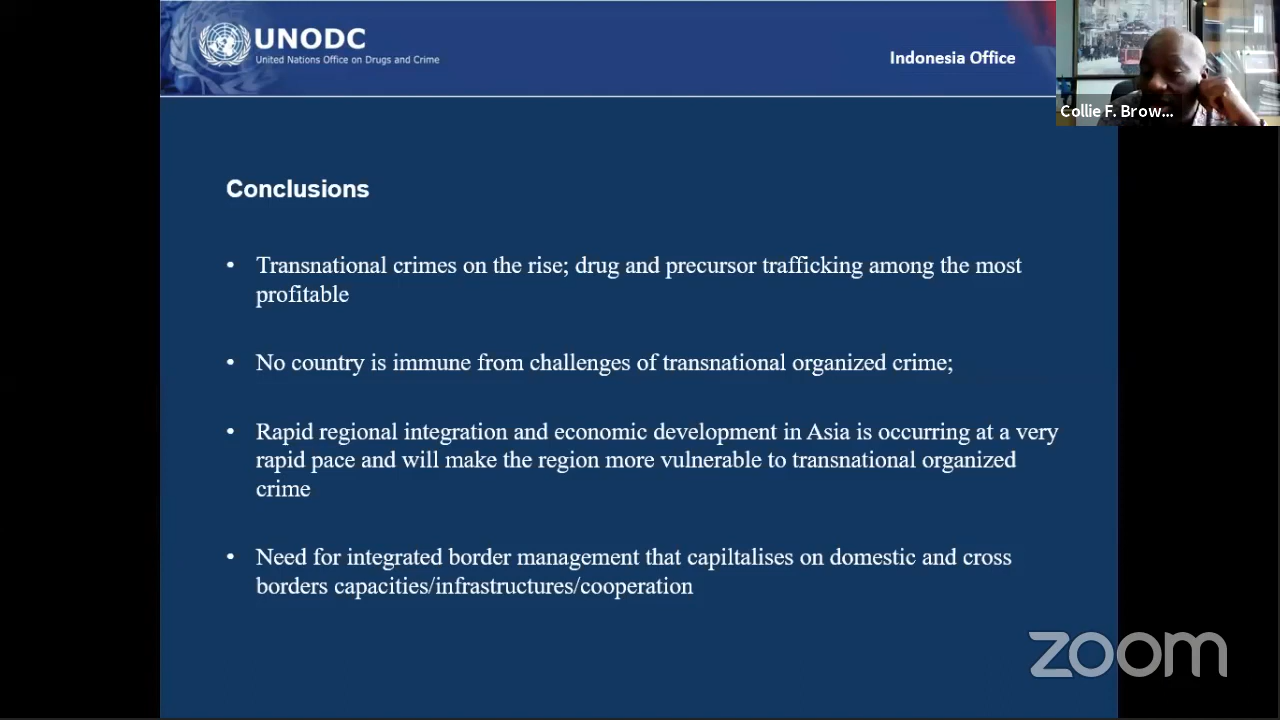 UNODC
United Nations Office on Drugs and Crime
Indonesia Office
Collie F. Brow...
Conclusions
• Transnational crimes on the rise; drug and precursor trafficking among the most
profitable
• No country is immune from challenges of transnational organized crime;
• Rapid regional integration and economic development in Asia is occurring at a very
rapid pace and will make the region more vulnerable to transnational organized
crime
• Need for integrated border management that capiltalises on domestic and cross
borders capacities/infrastructures/cooperation
zoom